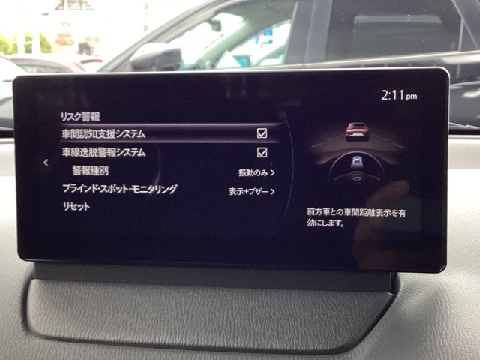 2:11pm
リスク警報
車間認知支援システム
車線逸脱警報システム
警報種別 振動のみ
ブラインド・スポット・モニタリング 表示+ブザー
リセット
前方車との車間距離表示を有
効にします。